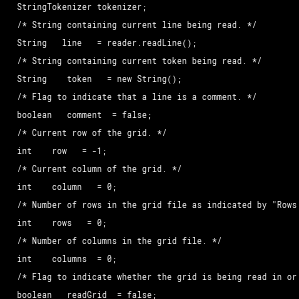 StringTokenizer tokenizer;
/* String containing current line being read. */
String line = reader.readLine();
/* String containing current token being read. */
String token = new String();
/* Flag to indicate that a line is a comment. */
boolean comment = false;
/* Current row of the grid. */
int row = -1;
/* Current column of the grid. */
int column = 0;
/* Number of rows in the grid file as indicated by "Rows
int rows = 0;
/* Number of columns in the grid file. */
int columns = 0;
/* Flag to indicate whether the grid is being read in or
boolean readGrid = false;